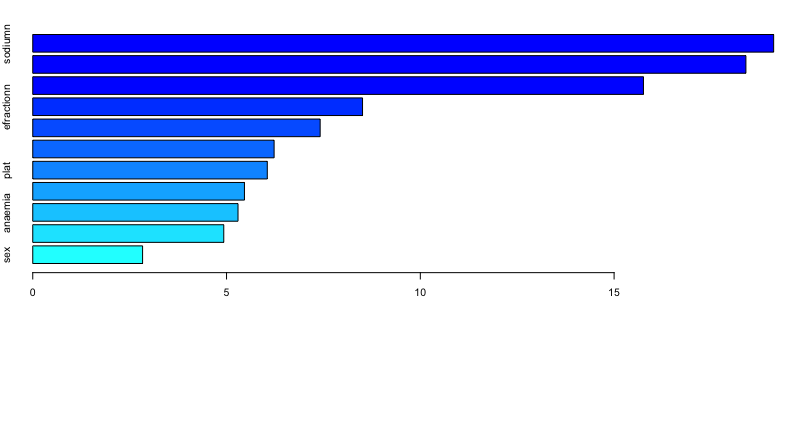 sodiumn
efractionn
plat
anaemia
sex
0 5 10 15